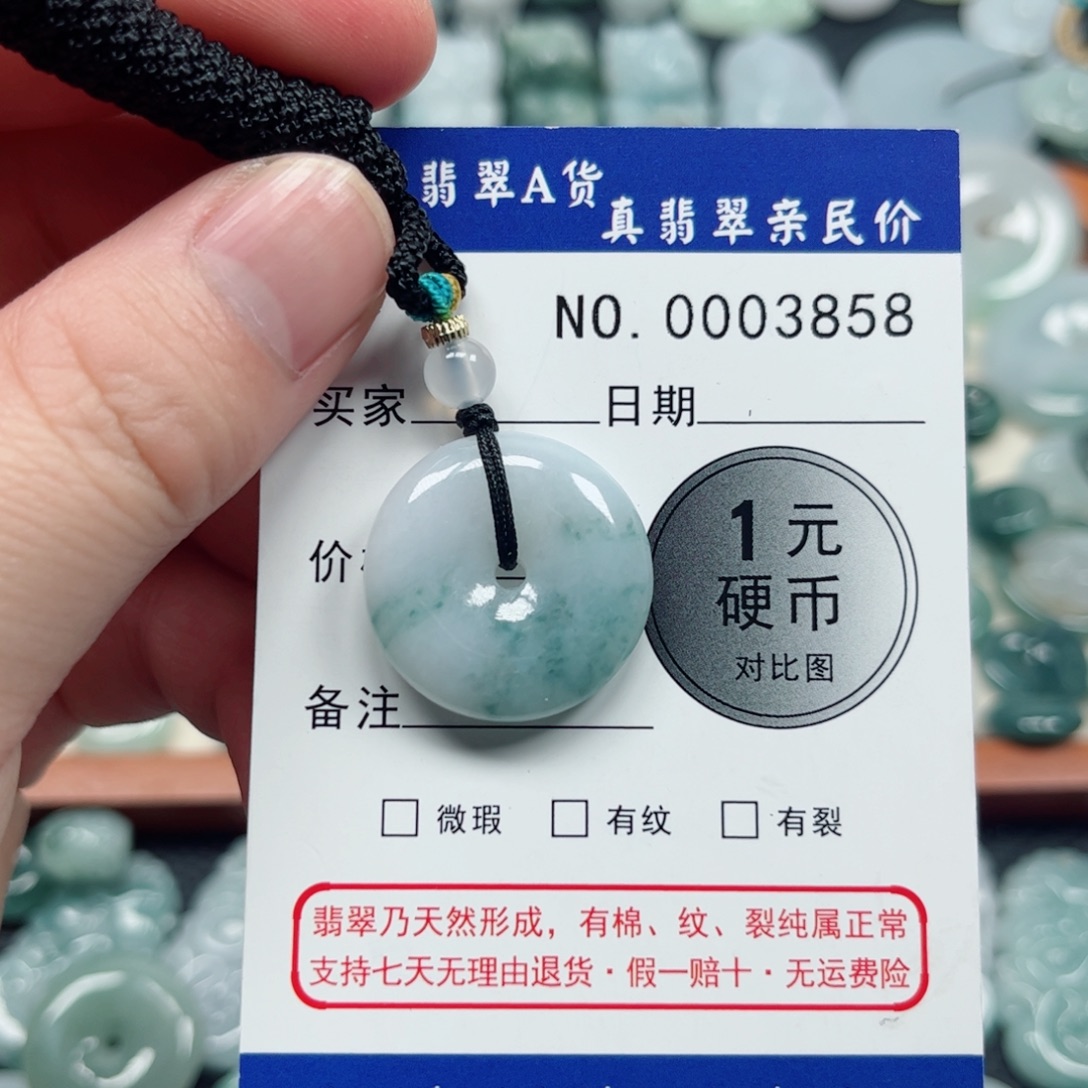 翡翠A货
真翡翠亲民价
NO. 0003858
买家 日期
价
1元
硬币
对比图
备注
微瑕 有纹 有裂
翡翠乃天然形成，有棉、纹、裂纯属正常
支持七天无理由退货·假一赔十·无运费险